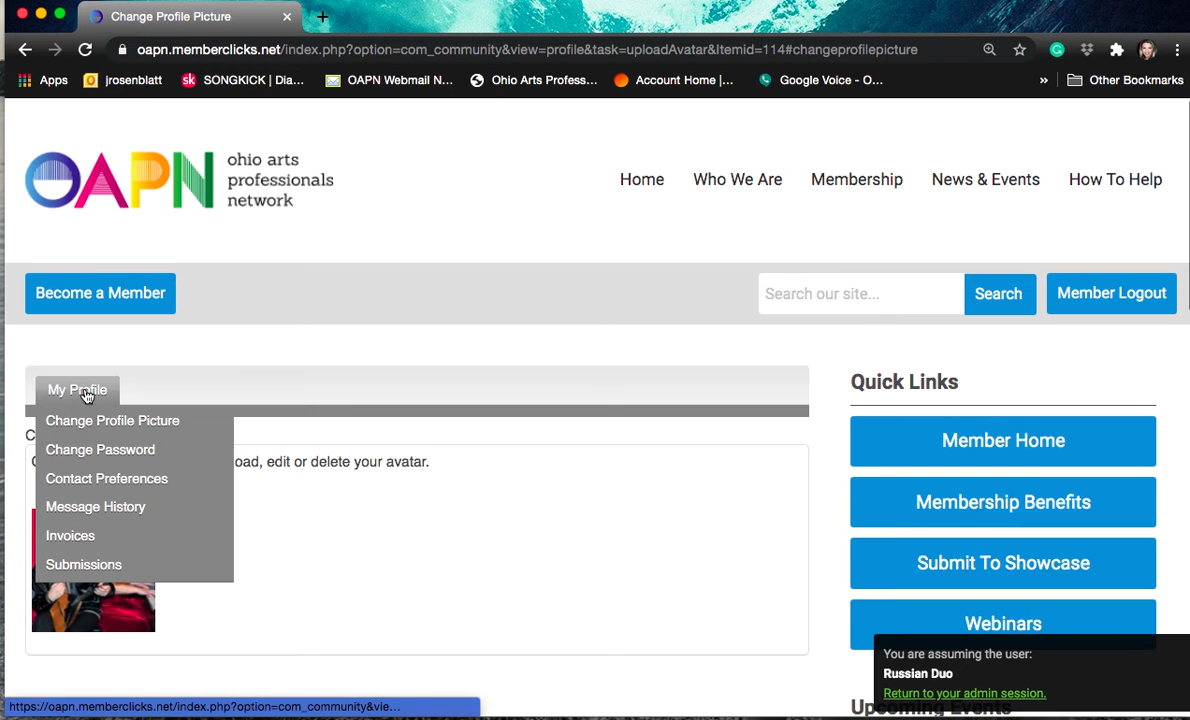 Change Profile Picture
oapn.memberclicks.net/index.php?option=com_community&view=profile&task=uploadAvatar&Itemid=114#changeprofilepicture
Apps jrosenblatt SONGKICK | Dia... OAPN Webmail N... Ohio Arts Profess... Account Home |... Google Voice - O... » Other Bookmarks
OAPN
ohio arts
professionals
network
Home Who We Are Membership News & Events How To Help
Become a Member Search our site... Search Member Logout
My Profile
Change Profile Picture
Change Password
Contact Preferences
Message History
Invoices
Submissions
C
oad, edit or delete your avatar.
Quick Links
Member Home
Membership Benefits
Submit To Showcase
Webinars
You are assuming the user:
Russian Duo
Return to your admin session.
Upcoming Events
https://oapn.memberclicks.net/index.php?option=com_community&vie...